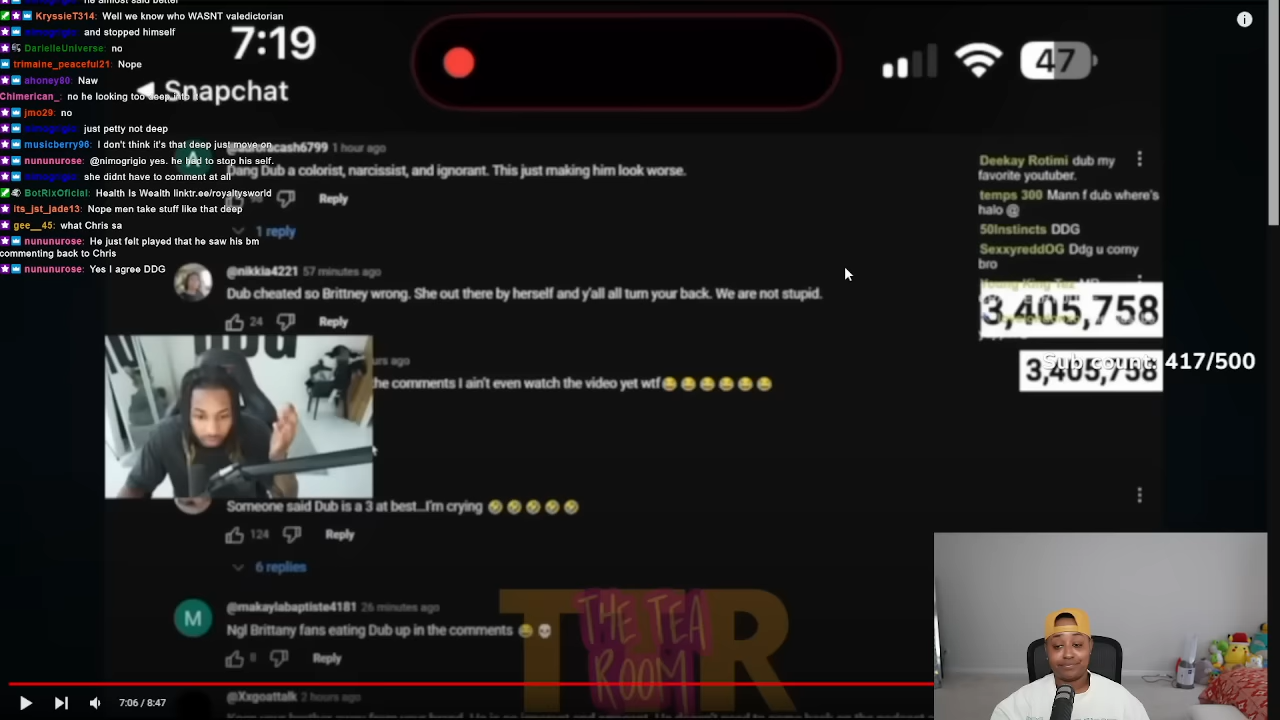 KryssieT314: Well we know who WASNT valedictorian
and stopped himself
DarielleUniverse: no
trimaine_peaceful21: Nope
ahoney80: Naw
Chimerican_: no he looking too deep into
jmo29: no
nimogrigio: just petty not deep
musicberry96: I don't think it's that deep just move on
nununurose: @nimogrigio yes. he had to stop his self.
nimogrigio: she didnt have to comment at all
BotRixOficial: Health Is Wealth linktr.ee/royaltysworld
its_jst_jade13: Nope men take stuff like that deep
gee__45: what Chris sa
nununurose: He just felt played that he saw his bm
commenting back to Chris
nununurose: Yes I agree DDG
7:19
Snapchat
47
1 hour ago
Dang Dub a colorist, narcissist, and ignorant. This just making him look worse.
Reply
1 reply
@nikkia4221 57 minutes ago
Dub cheated so Brittney wrong. She out there by herself and y'all all turn your back. We are not stupid.
24 Reply
ago
the comments I ain't even watch the video yet wtf😂😂😂😂😂😂
Someone said Dub is a 3 at best...I'm crying 🤣🤣🤣🤣🤣
124 Reply
6 replies
M
@makaylabaptiste4181 26 minutes ago
Ngl Brittany fans eating Dub up in the comments 😂💀
8 Reply
@Xxgoattalk 2 hours ago
Deekay Rotimi dub my
favorite youtuber.
temps 300 Mann f dub where's
halo @
50Instincts DDG
SexxyreddOG Ddg u corny
bro
3,405,758
Sub count: 417/500
3,405,758
THE TEA
ROOM
T R
7:06 / 8:47